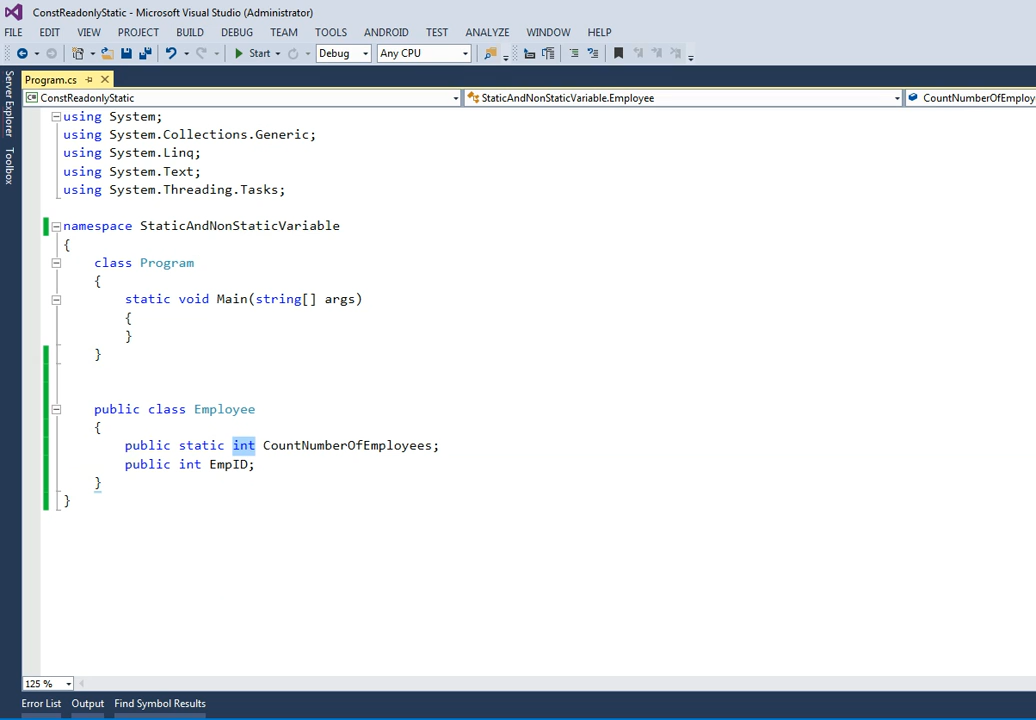 ConstReadonlyStatic - Microsoft Visual Studio (Administrator)
FILE EDIT VIEW PROJECT BUILD DEBUG TEAM TOOLS ANDROID TEST ANALYZE WINDOW HELP
Start Debug Any CPU
Server Explorer
Toolbox
Program.cs
ConstReadonlyStatic StaticAndNonStaticVariable.Employee CountNumberOfEmploy
using System;
using System.Collections.Generic;
using System.Linq;
using System.Text;
using System.Threading.Tasks;
namespace StaticAndNonStaticVariable
{
class Program
{
static void Main(string[] args)
{
}
}
public class Employee
{
public static int CountNumberOfEmployees;
public int EmpID;
}
}
125 %
Error List Output Find Symbol Results